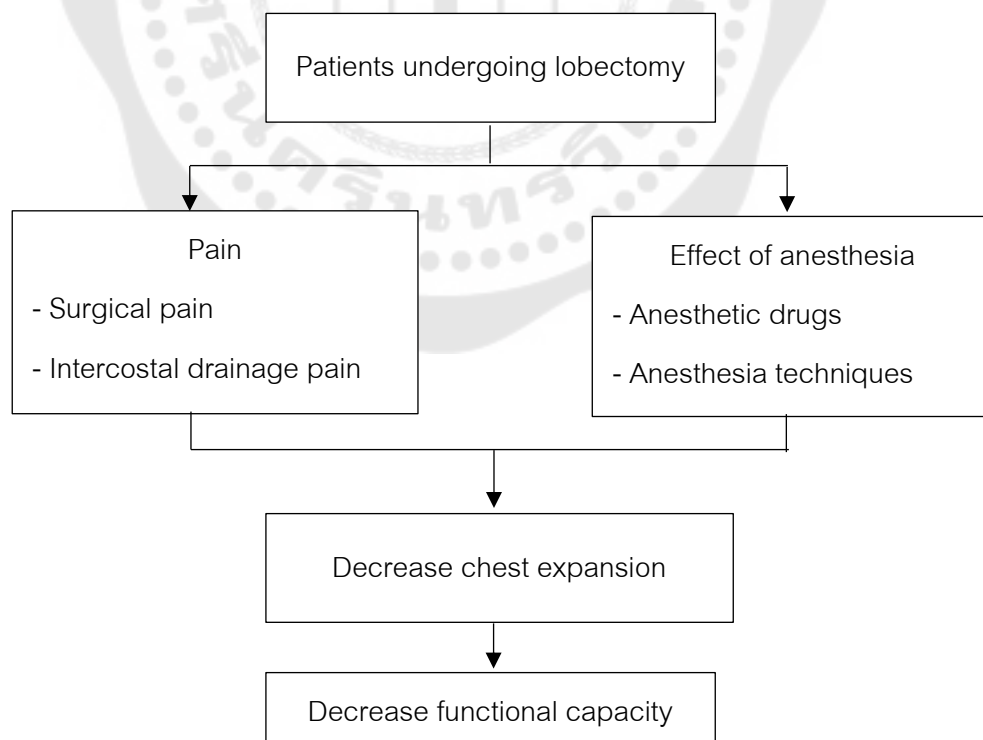 Patients undergoing lobectomy
Pain
- Surgical pain
- Intercostal drainage pain
Effect of anesthesia
- Anesthetic drugs
- Anesthesia techniques
Decrease chest expansion
Decrease functional capacity